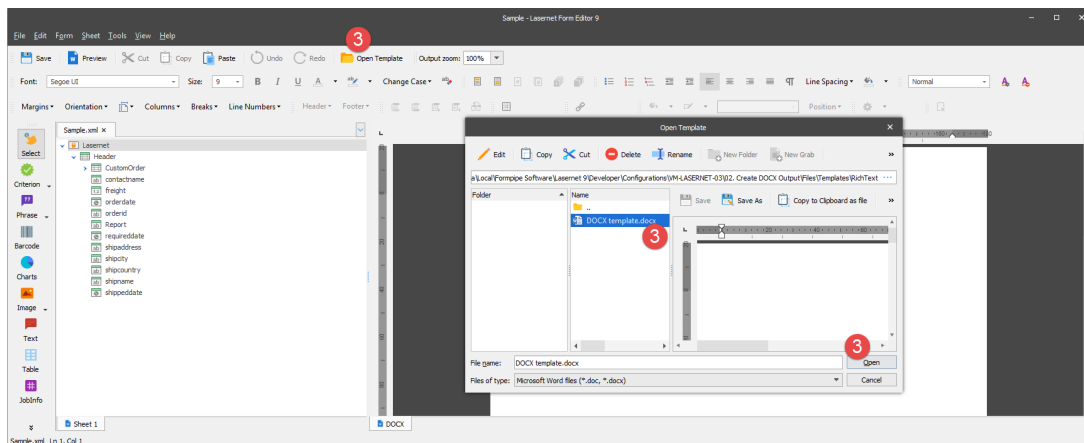 Sample - Lasernet Form Editor 9
File Edit Form Sheet Tools View Help
3
Save Preview Cut Copy Paste Undo Redo Open Template Output zoom: 100%
Font: Segoe UI Size: 9 B I U A Change Case Line Spacing Normal A A
Margins Orientation Columns Breaks Line Numbers Header Footer Position
Sample.xml ×
Select
Criterion
Phrase
Barcode
Charts
Image
Text
Table
JobInfo
Lasernet
Header
CustomOrder
contactname
freight
orderdate
orderid
Report
requireddate
shipaddress
shipcity
shipcountry
shipname
shippeddate
Open Template
Edit Copy Cut Delete Rename New Folder New Grab »
a\Local\Formpipe Software\Lasernet 9\Developer\Configurations\VM-LASERNET-03\02. Create DOCX Output\Files\Templates\RichText ...
Folder Name
..
DOCX template.docx
3
Save Save As Copy to Clipboard as file »
20 40 60
3
File name: DOCX template.docx Open
Files of type: Microsoft Word files (*.doc, *.docx) Cancel
Sheet 1 DOCX
Sample.xml Ln 1, Col 1